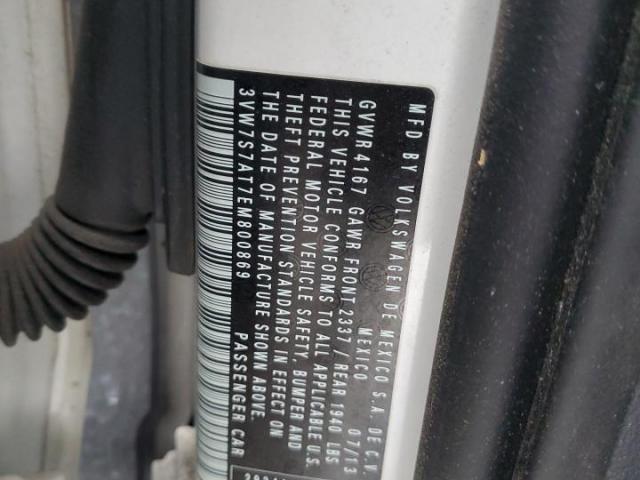 MFD BY VOLKSWAGEN DE MEXICO S.A. DE C.V.
MEXICO 07/13
GVWR 4167 GAWR FRONT 2337 / REAR 1940 LBS
THIS VEHICLE CONFORMS TO ALL APPLICABLE U.S.
FEDERAL MOTOR VEHICLE SAFETY, BUMPER AND
THEFT PREVENTION STANDARDS IN EFFECT ON
THE DATE OF MANUFACTURE SHOWN ABOVE.
3VW7S7AT7EM800869 PASSENGER CAR